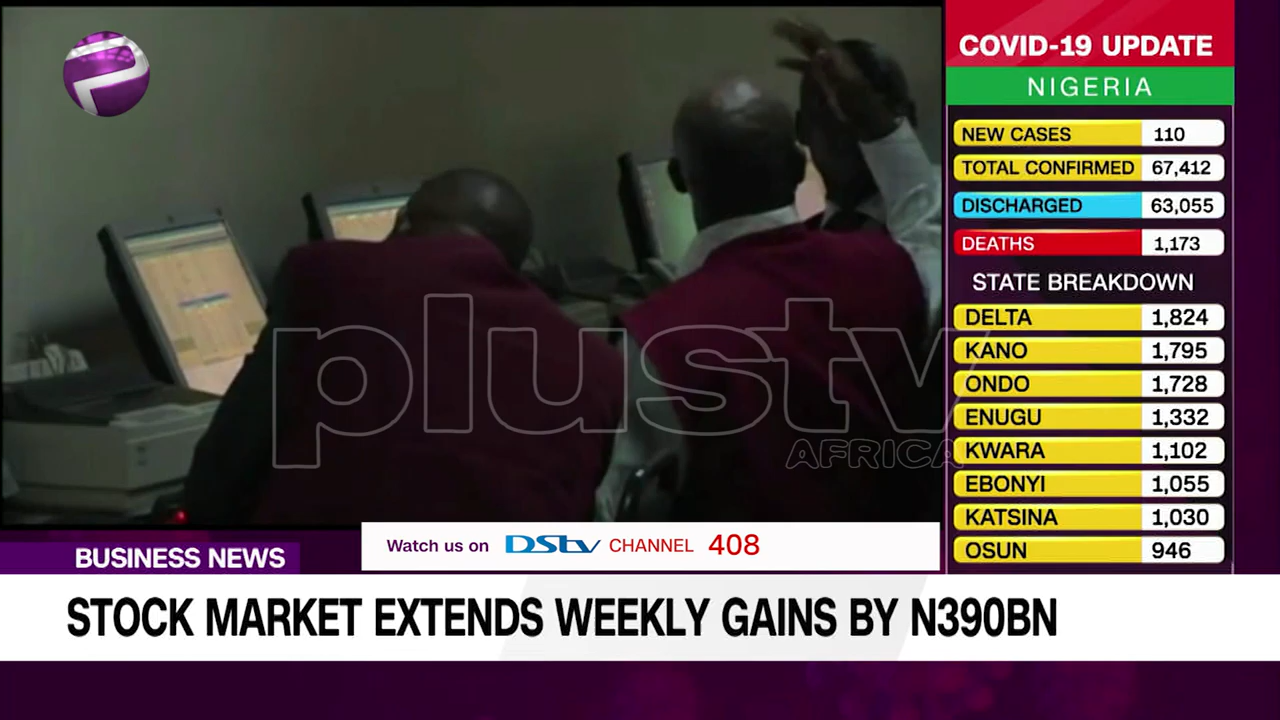 COVID-19 UPDATE
NIGERIA
NEW CASES 110
TOTAL CONFIRMED 67,412
DISCHARGED 63,055
DEATHS 1,173
STATE BREAKDOWN
DELTA 1,824
KANO 1,795
ONDO 1,728
ENUGU 1,332
KWARA 1,102
EBONYI 1,055
KATSINA 1,030
OSUN 946
plustv
AFRICA
Watch us on DStv CHANNEL 408
BUSINESS NEWS
STOCK MARKET EXTENDS WEEKLY GAINS BY N390BN